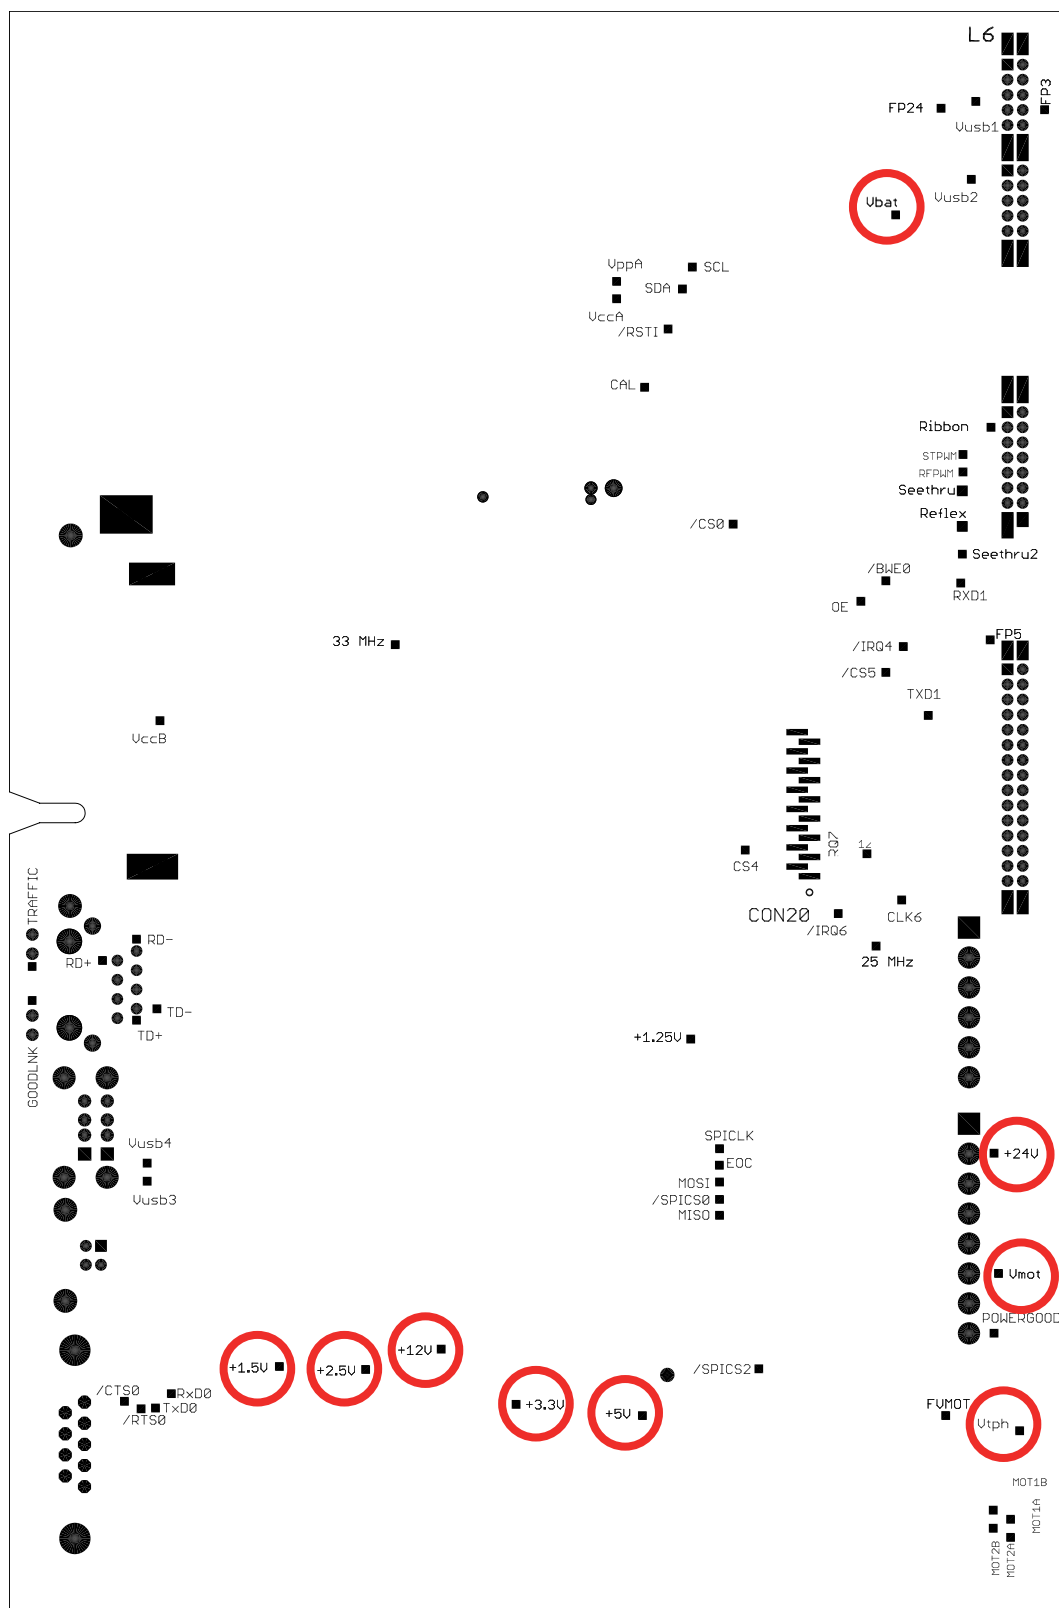 L6
FP24
Vusb1
FP3
Vbat
Vusb2
VppA
SCL
SDA
VccA
/RSTI
CAL
Ribbon
STPWM
RFPWM
Seethru
Reflex
/CS0
Seethru2
/BWE0
RXD1
OE
33 MHz
FP5
/IRQ4
/CS5
TXD1
VccB
RQ7
12
CS4
TRAFFIC
CON20
CLK6
/IRQ6
RD-
RD+
25 MHz
TD-
TD+
+1.25V
GOODLNK
SPICLK
Vusb4
+24V
EOC
MOSI
Vusb3
/SPICS0
MISO
Vmot
POWERGOOD
+12V
+1.5V
+2.5V
/SPICS2
/CTS0
RxD0
TxD0
/RTS0
+3.3V
+5V
FVMOT
Vtph
MOT1B
MOT1A
MOT2B
MOT2A